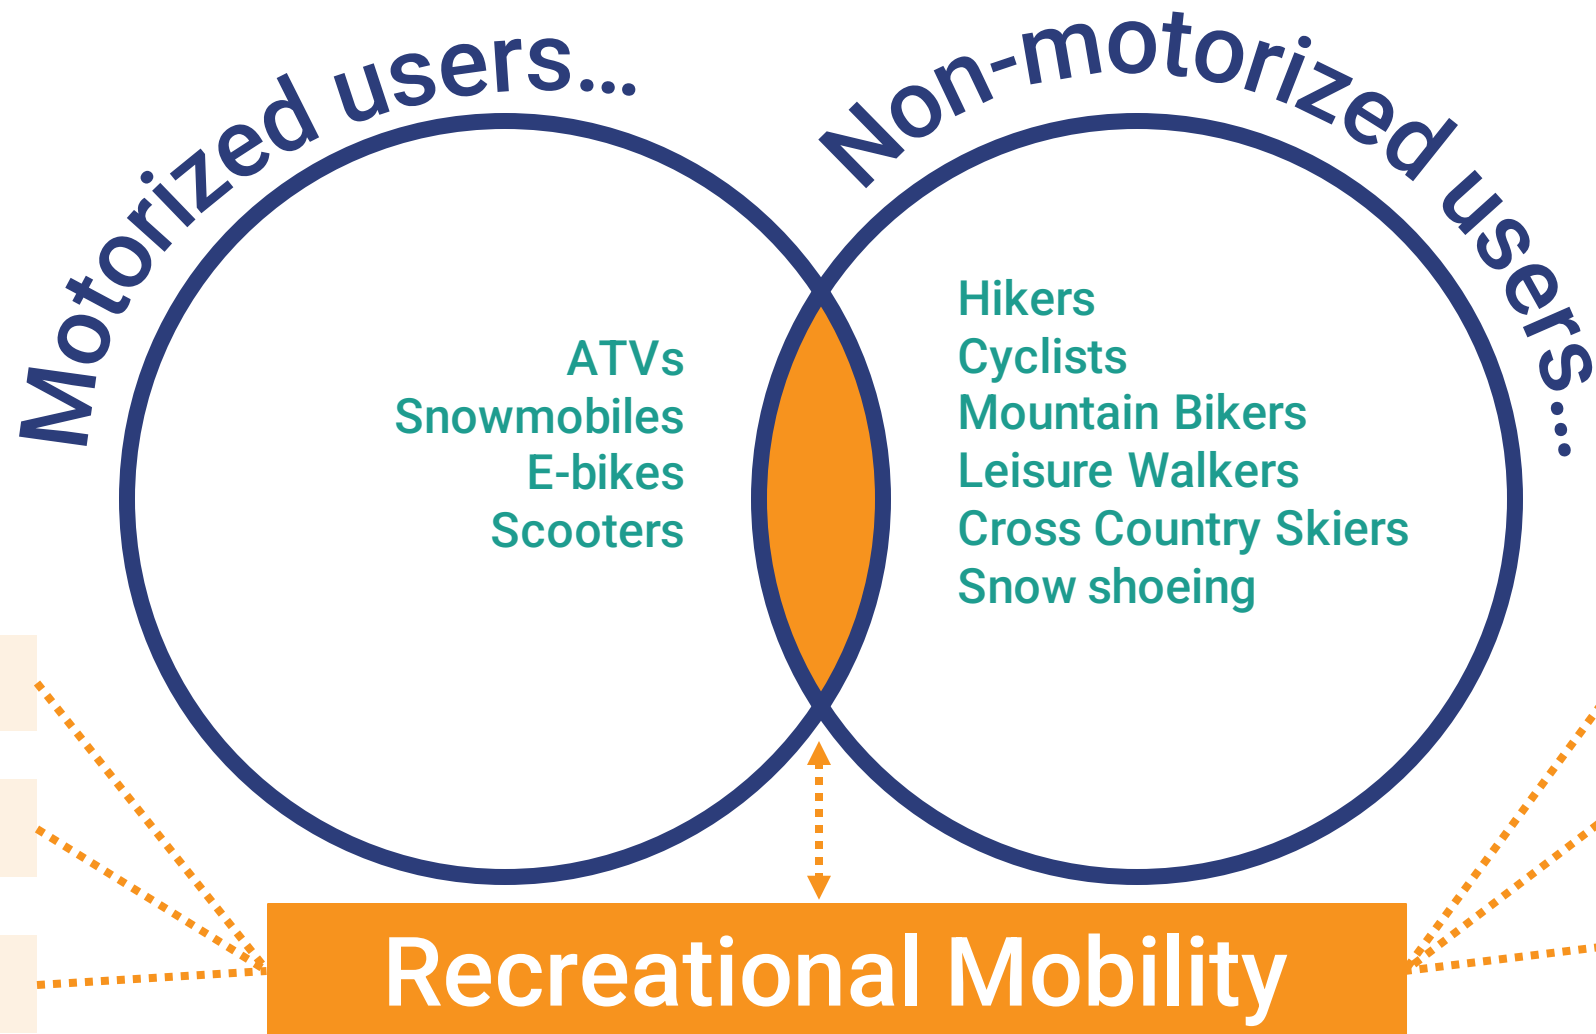 Motorized users...
Non-motorized users...
ATVs
Snowmobiles
E-bikes
Scooters
Hikers
Cyclists
Mountain Bikers
Leisure Walkers
Cross Country Skiers
Snow shoeing
Recreational Mobility